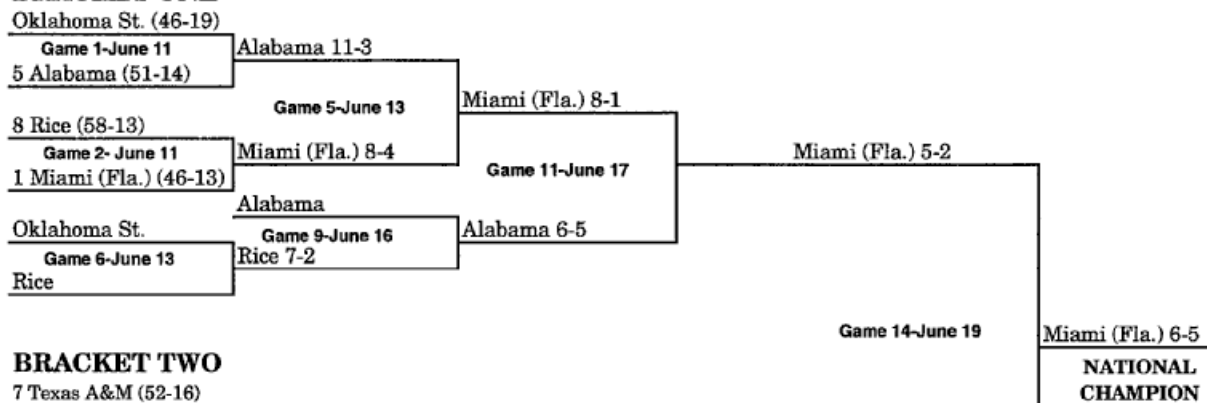 Oklahoma St. (46-19)
Game 1-June 11
Alabama 11-3
5 Alabama (51-14)
Game 5-June 13
Miami (Fla.) 8-1
8 Rice (58-13)
Game 2- June 11
Miami (Fla.) 8-4
1 Miami (Fla.) (46-13)
Game 11-June 17
Miami (Fla.) 5-2
Alabama
Oklahoma St.
Game 9-June 16
Alabama 6-5
Game 6-June 13
Rice 7-2
Rice
Game 14-June 19
Miami (Fla.) 6-5
BRACKET TWO
NATIONAL
CHAMPION
7 Texas A&M (52-16)